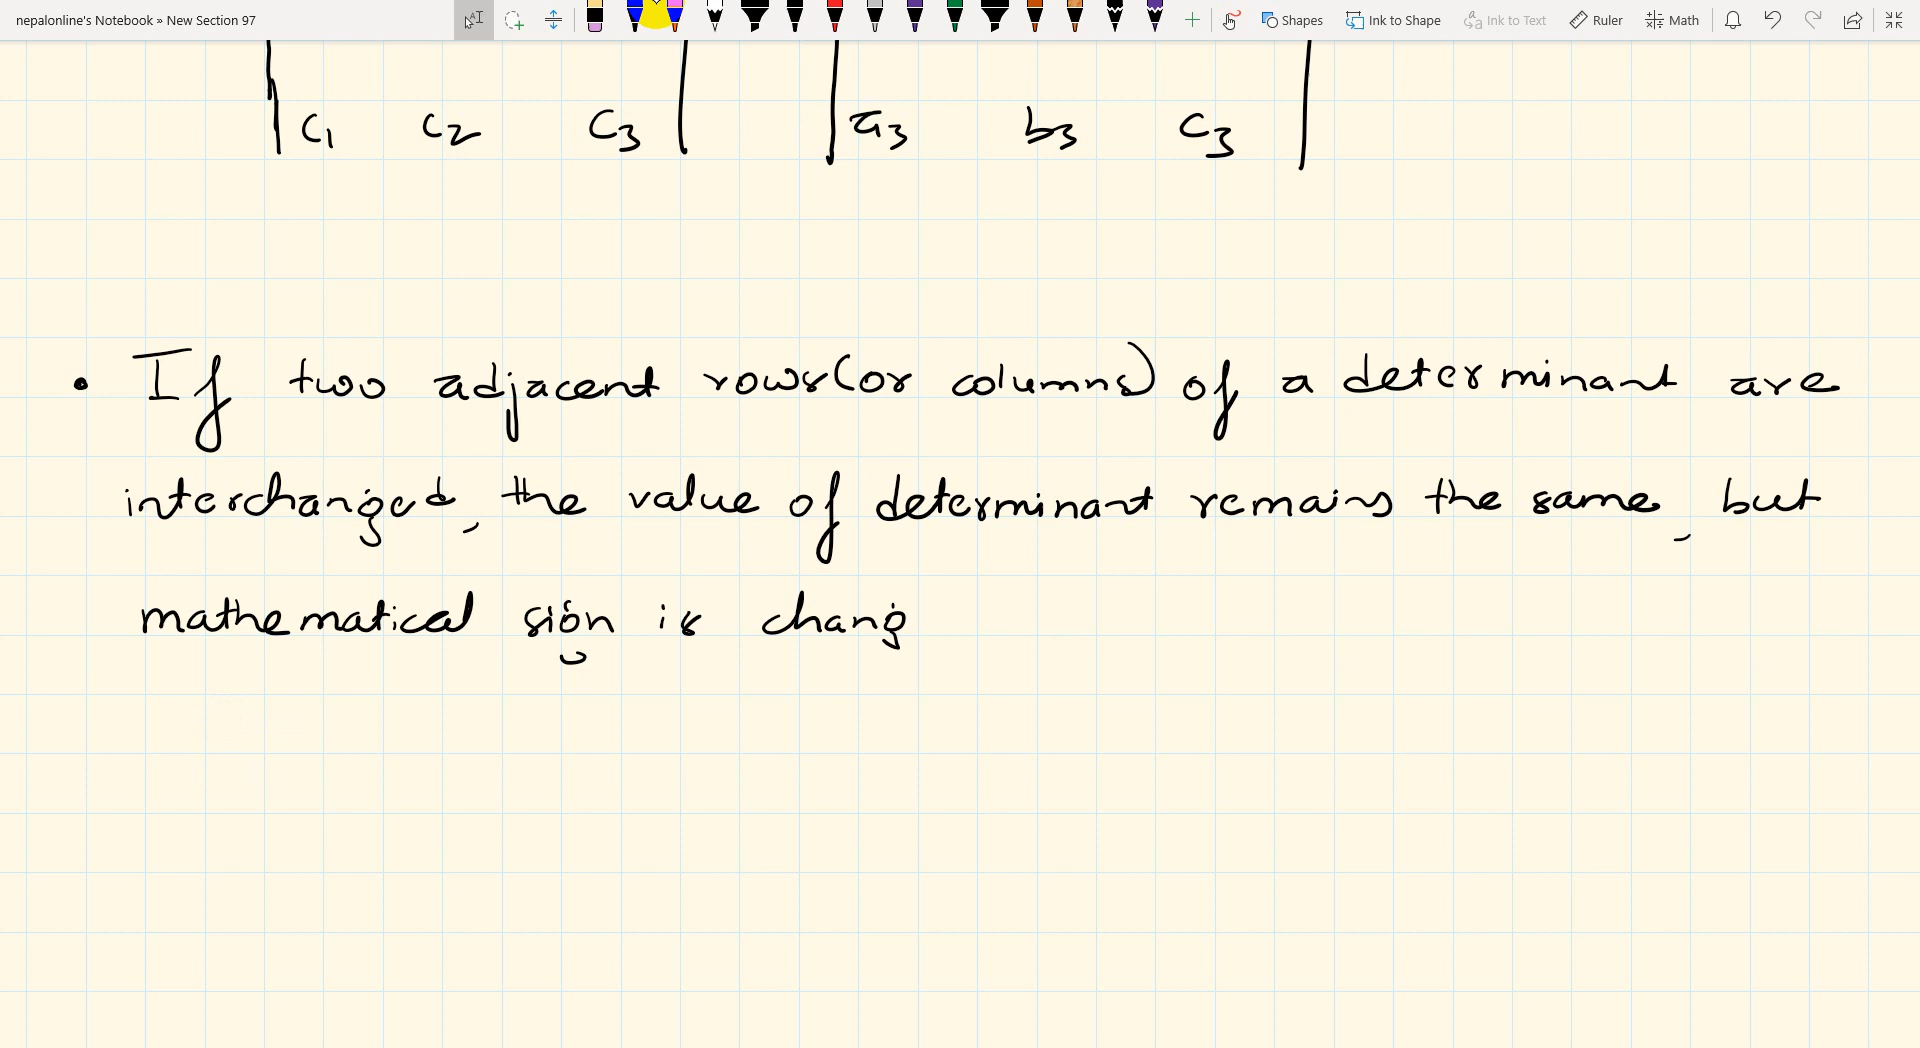 nepalonline's Notebook » New Section 97
Shapes Ink to Shape Ink to Text Ruler Math
c1 c2 c3 a3 b3 c3
• If two adjacent rows(or columns) of a determinant are
interchanged, the value of determinant remains the same, but
mathematical sign is chang